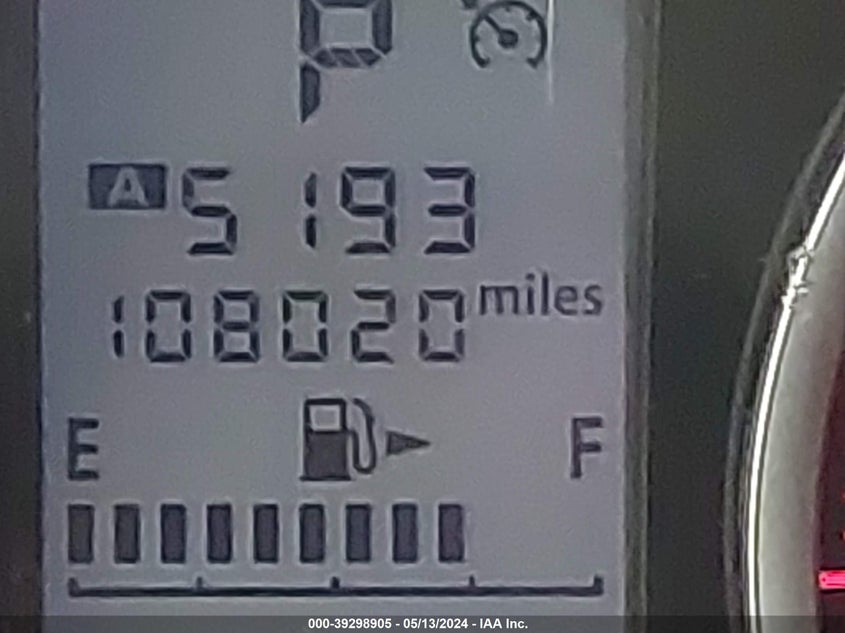 P
A 5193
108020 miles
E F
000-39298905 - 05/13/2024 - IAA Inc.